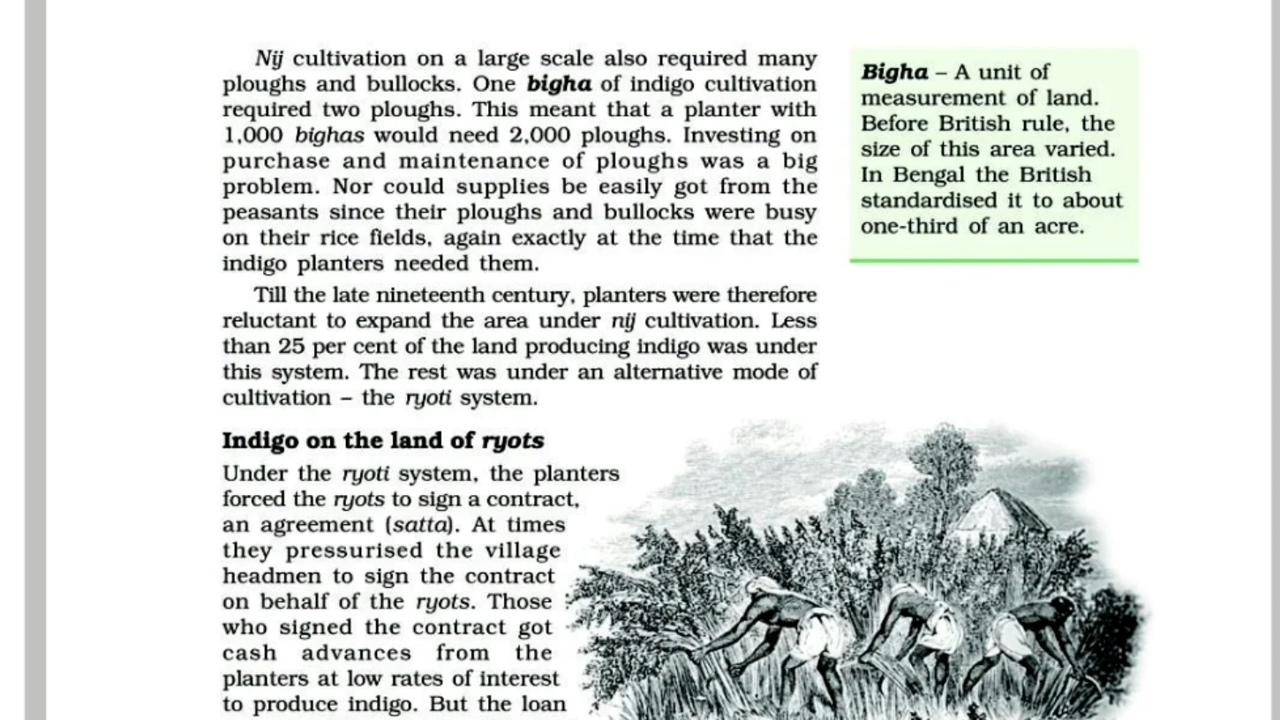 Nij cultivation on a large scale also required many
ploughs and bullocks. One bigha of indigo cultivation
required two ploughs. This meant that a planter with
1,000 bighas would need 2,000 ploughs. Investing on
purchase and maintenance of ploughs was a big
problem. Nor could supplies be easily got from the
peasants since their ploughs and bullocks were busy
on their rice fields, again exactly at the time that the
indigo planters needed them.
Till the late nineteenth century, planters were therefore
reluctant to expand the area under nij cultivation. Less
than 25 per cent of the land producing indigo was under
this system. The rest was under an alternative mode of
cultivation – the ryoti system.
Indigo on the land of ryots
Under the ryoti system, the planters
forced the ryots to sign a contract,
an agreement (satta). At times
they pressurised the village
headmen to sign the contract
on behalf of the ryots. Those
who signed the contract got
cash advances from the
planters at low rates of interest
to produce indigo. But the loan
Bigha – A unit of
measurement of land.
Before British rule, the
size of this area varied.
In Bengal the British
standardised it to about
one-third of an acre.